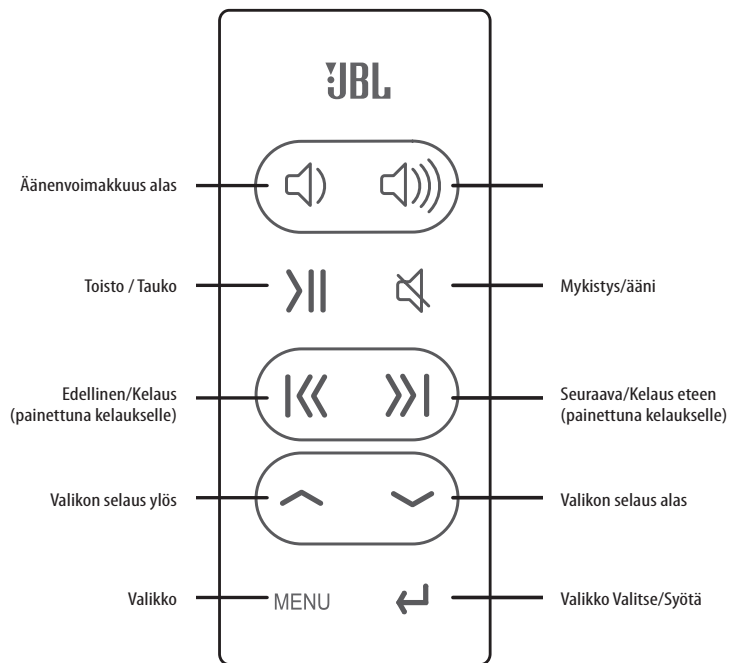 JBL
Äänenvoimakkuus alas
Toisto / Tauko
Mykistys/ääni
Edellinen/Kelaus
(painettuna kelaukselle)
Seuraava/Kelaus eteen
(painettuna kelaukselle)
Valikon selaus ylös
Valikon selaus alas
Valikko
MENU
Valikko Valitse/Syötä